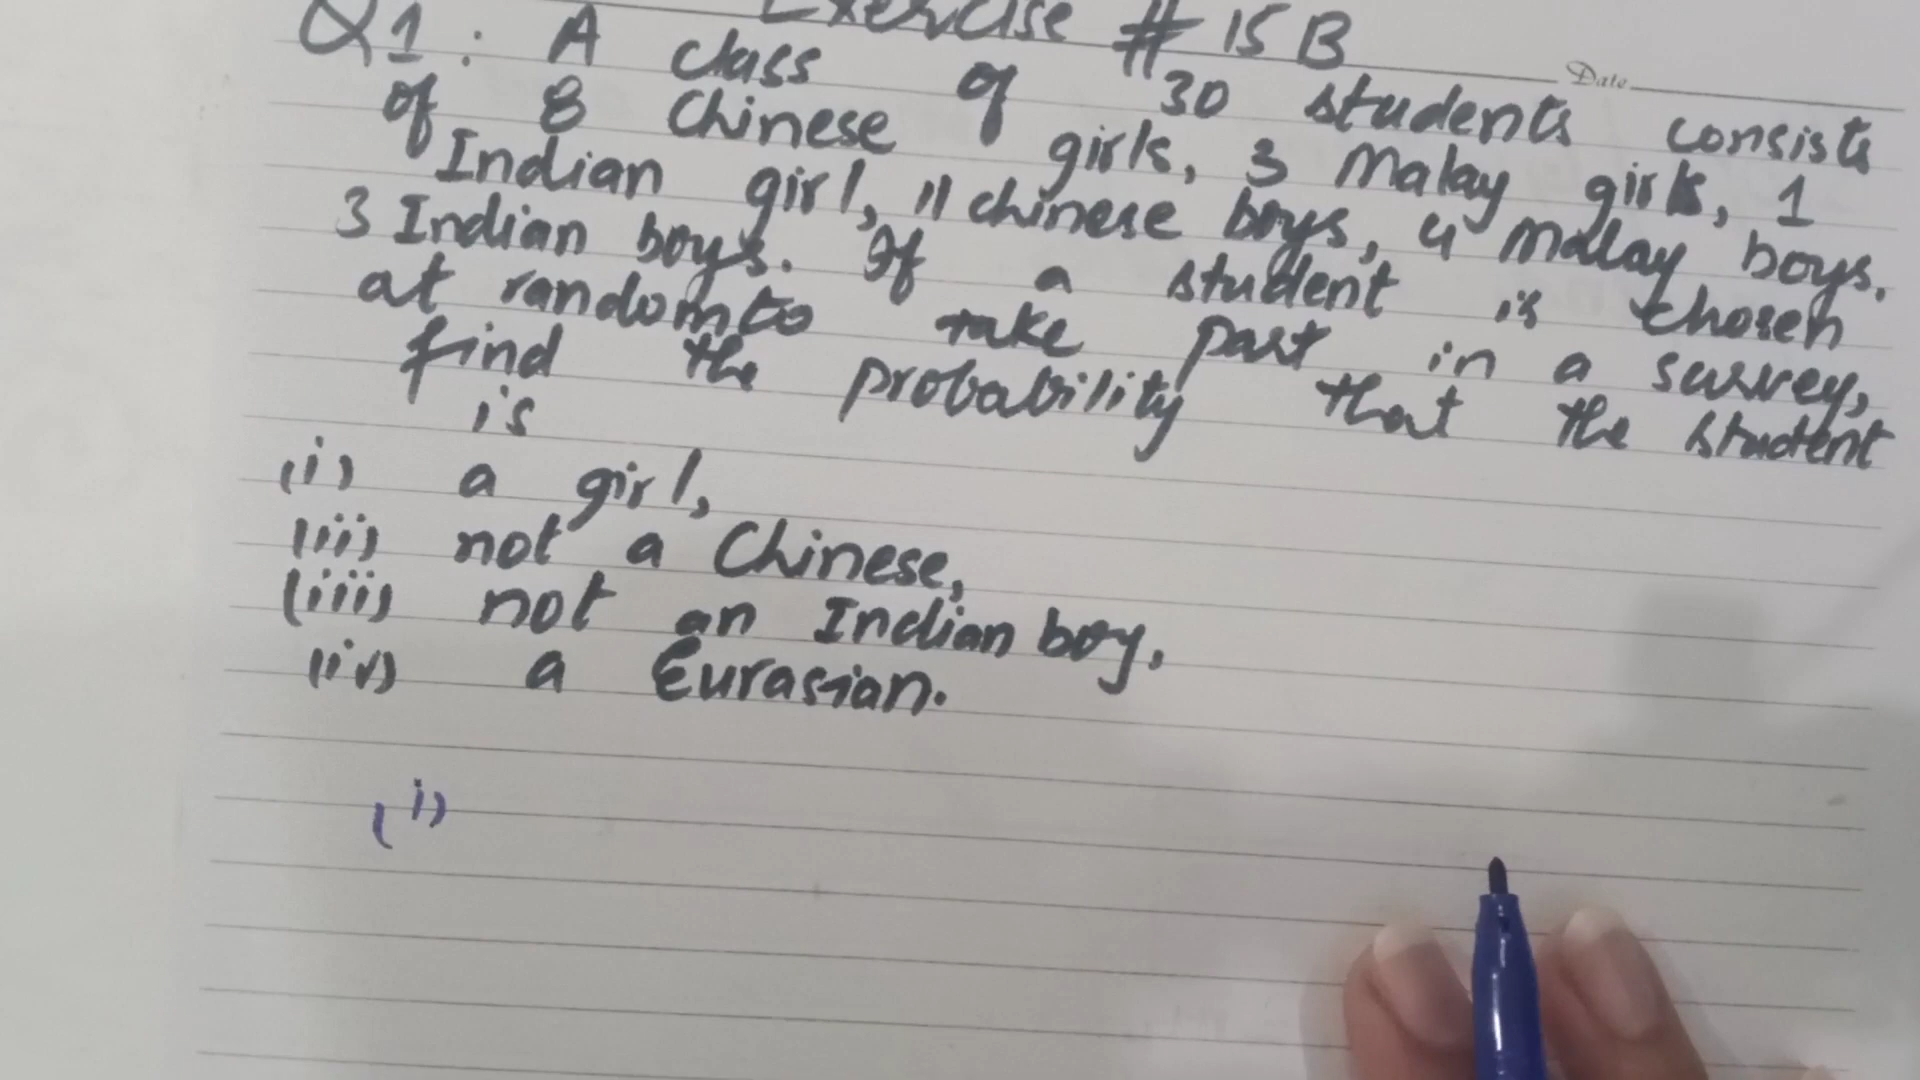 Exercise # 15 B
Date
Q1: A class of 30 students consists
of 8 Chinese girls, 3 Malay girls, 1
Indian girl, 11 chinese boys, 4 Malay boys.
3 Indian boys. If a student is chosen
at random to take part in a survey,
find the probability that the student
is
(i) a girl,
(ii) not a Chinese,
(iii) not an Indian boy.
(iv) a Eurasian.
(i)